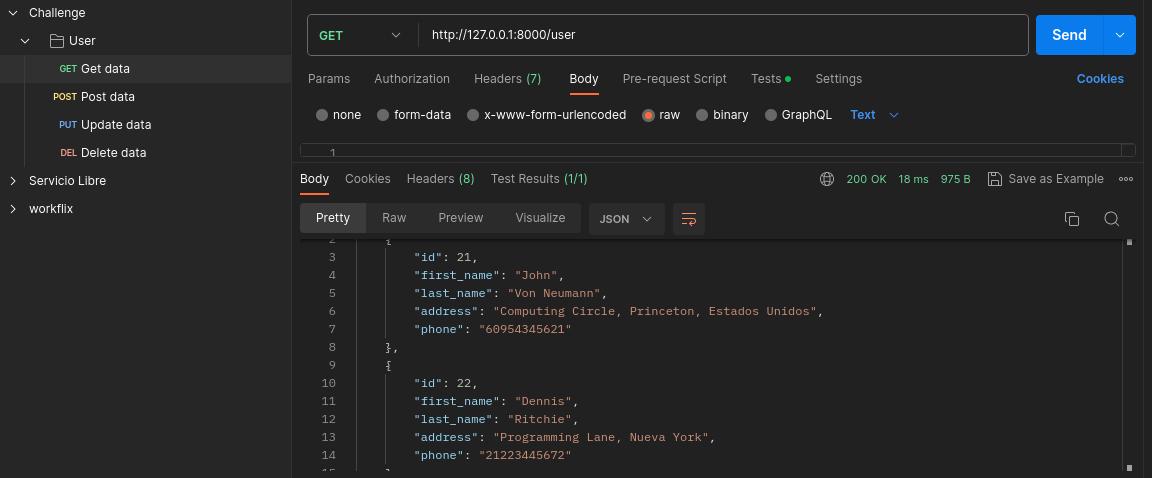 Challenge
User
GET Get data
POST Post data
PUT Update data
DEL Delete data
Servicio Libre
workflix
GET http://127.0.0.1:8000/user Send
Params Authorization Headers (7) Body Pre-request Script Tests Settings Cookies
none form-data x-www-form-urlencoded raw binary GraphQL Text
1
Body Cookies Headers (8) Test Results (1/1) 200 OK 18 ms 975 B Save as Example
Pretty Raw Preview Visualize JSON
2 {
3 "id": 21,
4 "first_name": "John",
5 "last_name": "Von Neumann",
6 "address": "Computing Circle, Princeton, Estados Unidos",
7 "phone": "60954345621"
8 },
9 {
10 "id": 22,
11 "first_name": "Dennis",
12 "last_name": "Ritchie",
13 "address": "Programming Lane, Nueva York",
14 "phone": "21223445672"
15